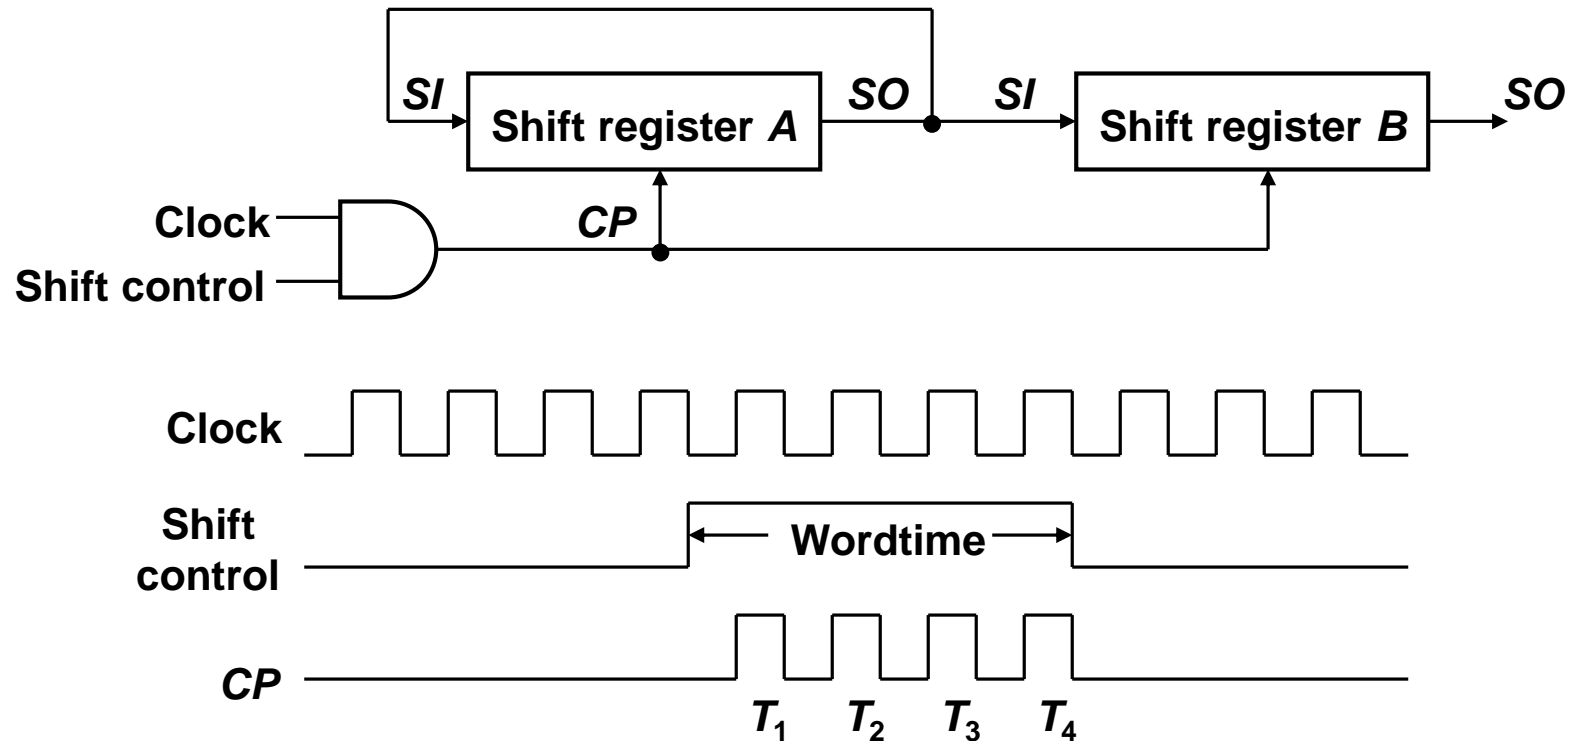 SI
SO
SI
SO
Shift register A
Shift register B
Clock
CP
Shift control
Clock
Shift
control
Wordtime
CP
T1 T2 T3 T4